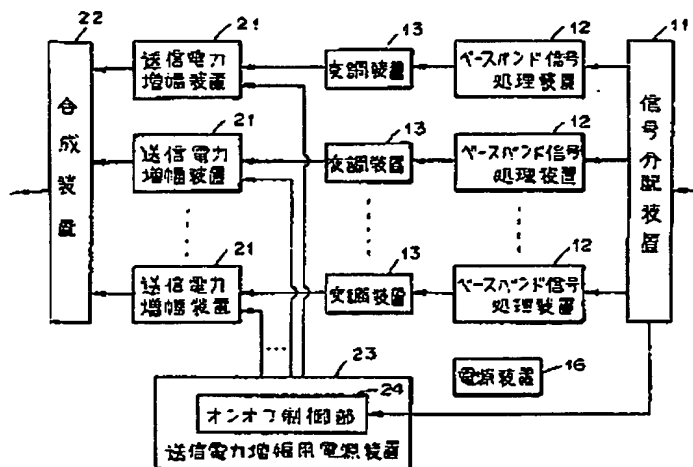 22
21
13
12
11
合成装置
送信電力
増幅装置
変調装置
ベースバンド信号
処理装置
信号分配装置
21
13
12
送信電力
増幅装置
変調装置
ベースバンド信号
処理装置
21
13
12
送信電力
増幅装置
変調装置
ベースバンド信号
処理装置
23
24
オンオフ制御部
送信電力増幅用電源装置
16
電源装置